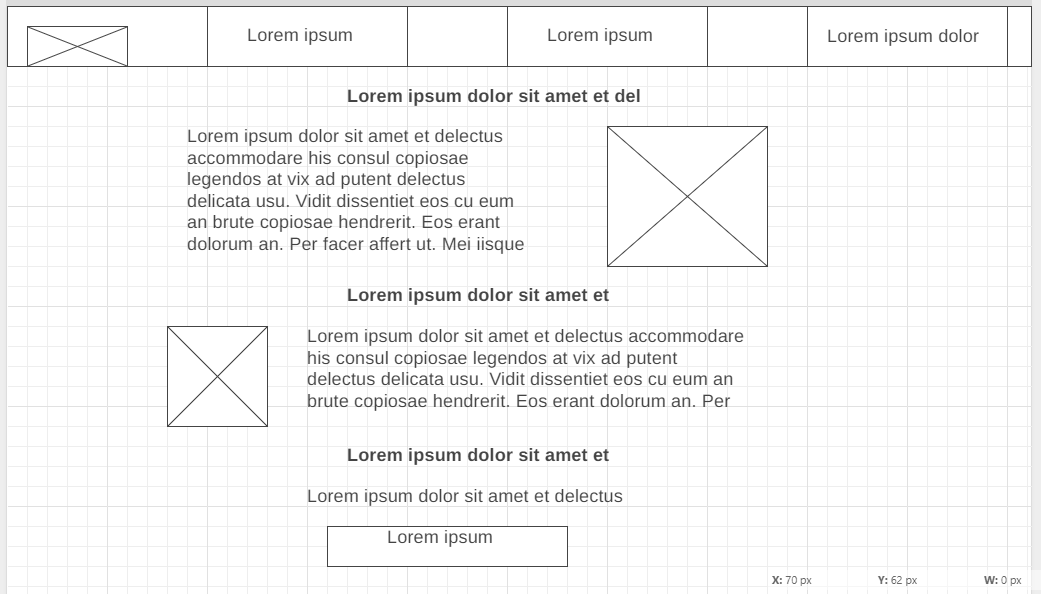 Lorem ipsum
Lorem ipsum
Lorem ipsum dolor
Lorem ipsum dolor sit amet et del
Lorem ipsum dolor sit amet et delectus
accommodare his consul copiosae
legendos at vix ad putent delectus
delicata usu. Vidit dissentiet eos cu eum
an brute copiosae hendrerit. Eos erant
dolorum an. Per facer affert ut. Mei iisque
Lorem ipsum dolor sit amet et
Lorem ipsum dolor sit amet et delectus accommodare
his consul copiosae legendos at vix ad putent
delectus delicata usu. Vidit dissentiet eos cu eum an
brute copiosae hendrerit. Eos erant dolorum an. Per
Lorem ipsum dolor sit amet et
Lorem ipsum dolor sit amet et delectus
Lorem ipsum
X: 70 px Y: 62 px W: 0 px